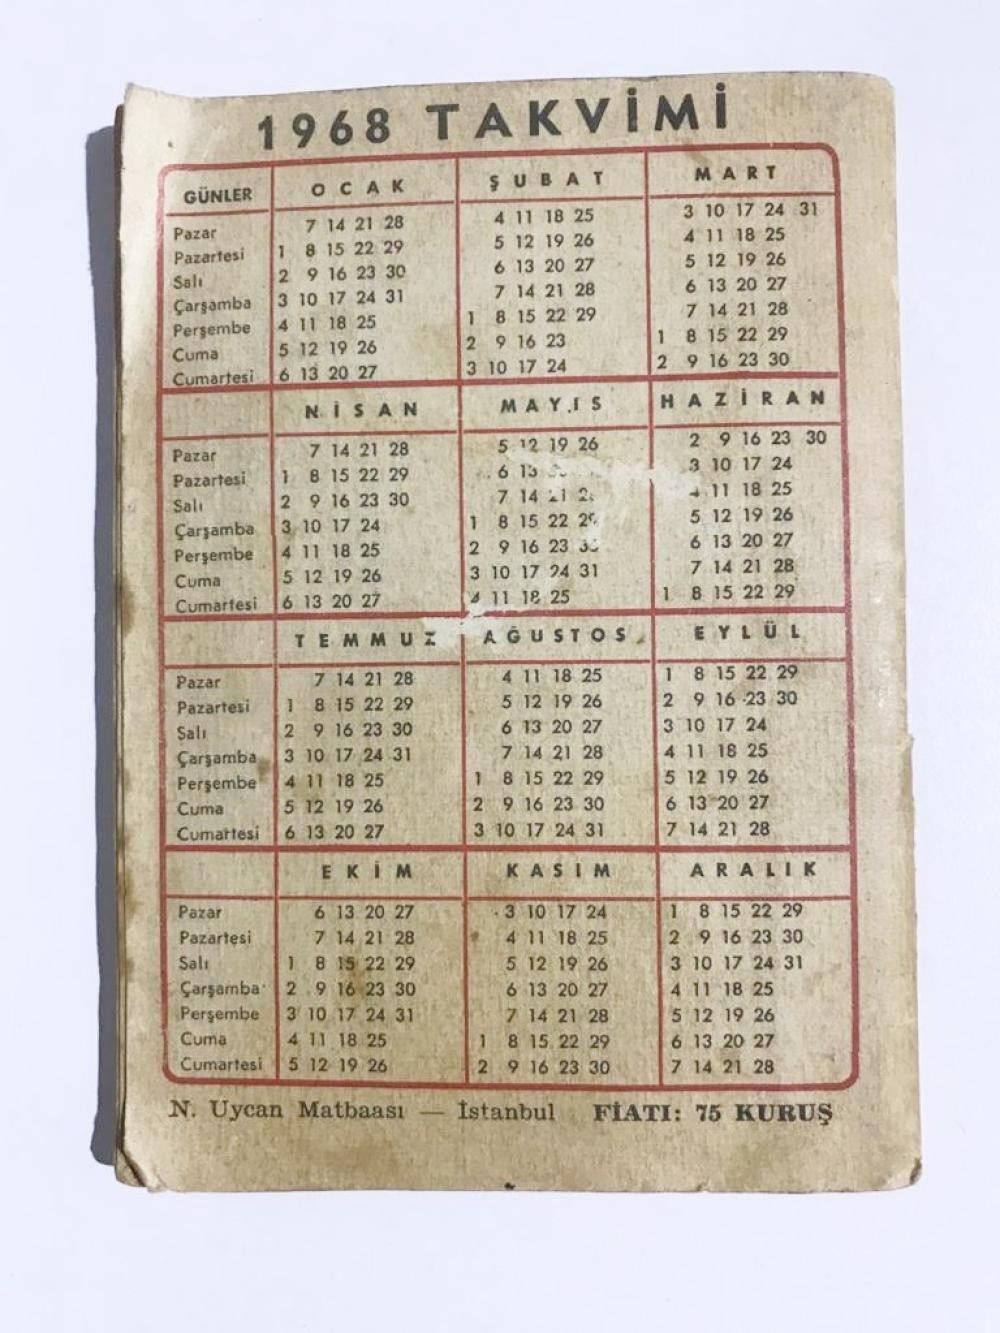 1968 TAKVİMİ
GÜNLER OCAK ŞUBAT MART
Pazar 7 14 21 28 4 11 18 25 3 10 17 24 31
Pazartesi 1 8 15 22 29 5 12 19 26 4 11 18 25
Salı 2 9 16 23 30 6 13 20 27 5 12 19 26
Çarşamba 3 10 17 24 31 7 14 21 28 6 13 20 27
Perşembe 4 11 18 25 1 8 15 22 29 7 14 21 28
Cuma 5 12 19 26 2 9 16 23 1 8 15 22 29
Cumartesi 6 13 20 27 3 10 17 24 2 9 16 23 30
NİSAN MAYIS HAZİRAN
Pazar 7 14 21 28 5 12 19 26 2 9 16 23 30
Pazartesi 1 8 15 22 29 6 13 3 10 17 24
Salı 2 9 16 23 30 7 14 21 11 18 25
Çarşamba 3 10 17 24 1 8 15 22 29 5 12 19 26
Perşembe 4 11 18 25 2 9 16 23 6 13 20 27
Cuma 5 12 19 26 3 10 17 24 31 7 14 21 28
Cumartesi 6 13 20 27 4 11 18 25 1 8 15 22 29
TEMMUZ AĞUSTOS EYLÜL
Pazar 7 14 21 28 4 11 18 25 1 8 15 22 29
Pazartesi 1 8 15 22 29 5 12 19 26 2 9 16 23 30
Salı 2 9 16 23 30 6 13 20 27 3 10 17 24
Çarşamba 3 10 17 24 31 7 14 21 28 4 11 18 25
Perşembe 4 11 18 25 1 8 15 22 29 5 12 19 26
Cuma 5 12 19 26 2 9 16 23 30 6 13 20 27
Cumartesi 6 13 20 27 3 10 17 24 31 7 14 21 28
EKİM KASIM ARALIK
Pazar 6 13 20 27 3 10 17 24 1 8 15 22 29
Pazartesi 7 14 21 28 4 11 18 25 2 9 16 23 30
Salı 1 8 15 22 29 5 12 19 26 3 10 17 24 31
Çarşamba 2 9 16 23 30 6 13 20 27 4 11 18 25
Perşembe 3 10 17 24 31 7 14 21 28 5 12 19 26
Cuma 4 11 18 25 1 8 15 22 29 6 13 20 27
Cumartesi 5 12 19 26 2 9 16 23 30 7 14 21 28
N. Uycan Matbaası — İstanbul FİATI: 75 KURUŞ